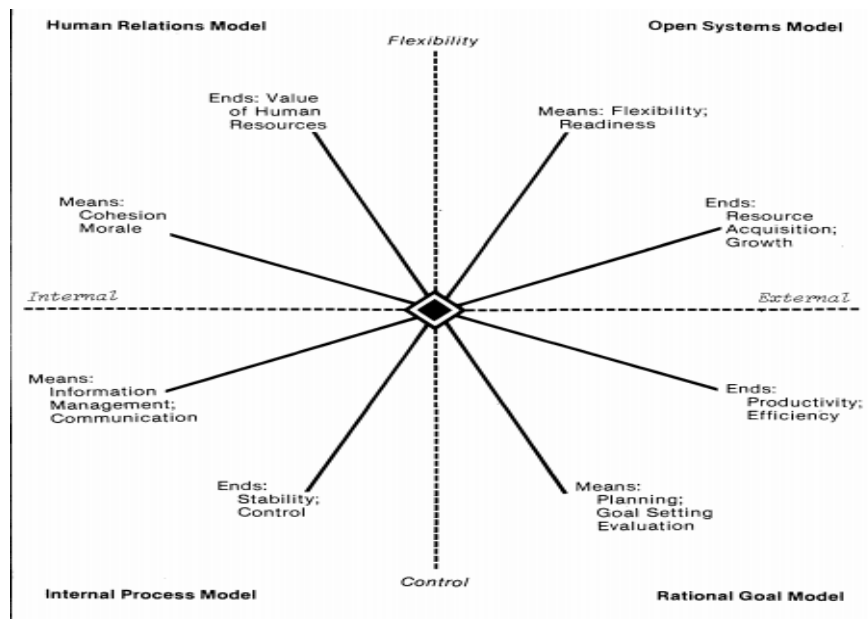 Human Relations Model
Open Systems Model
Flexibility
Ends: Value
of Human
Resources
Means: Flexibility;
Readiness
Means:
Cohesion
Morale
Ends:
Resource
Acquisition;
Growth
Internal
External
Means:
Information
Management;
Communication
Ends:
Productivity;
Efficiency
Ends:
Stability;
Control
Means:
Planning;
Goal Setting
Evaluation
Control
Internal Process Model
Rational Goal Model